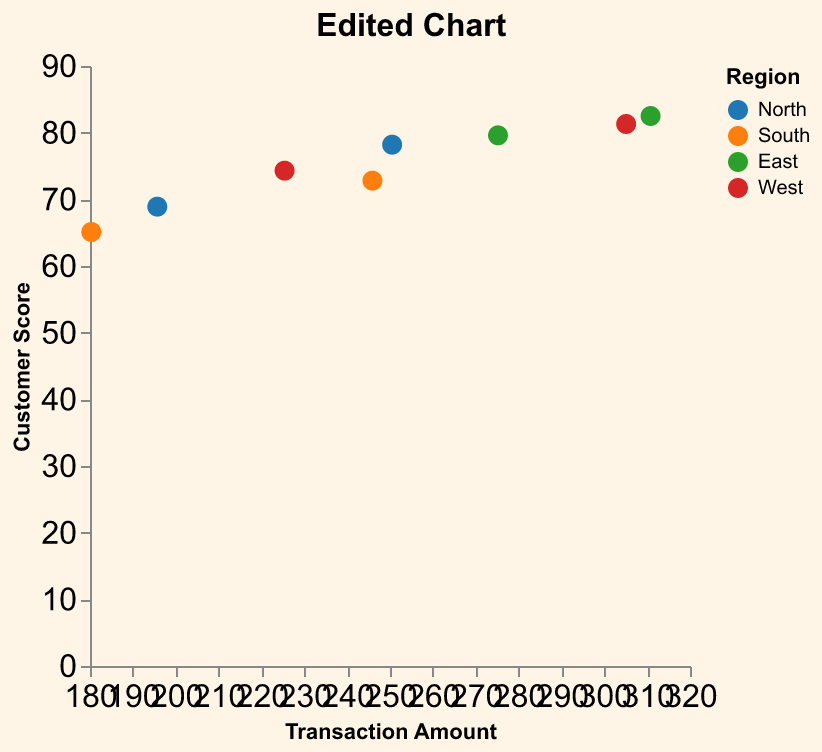 Edited Chart
Region
North
South
East
West
Customer Score
90
80
70
60
50
40
30
20
10
0
180 190 200 210 220 230 240 250 260 270 280 290 300 310 320
Transaction Amount